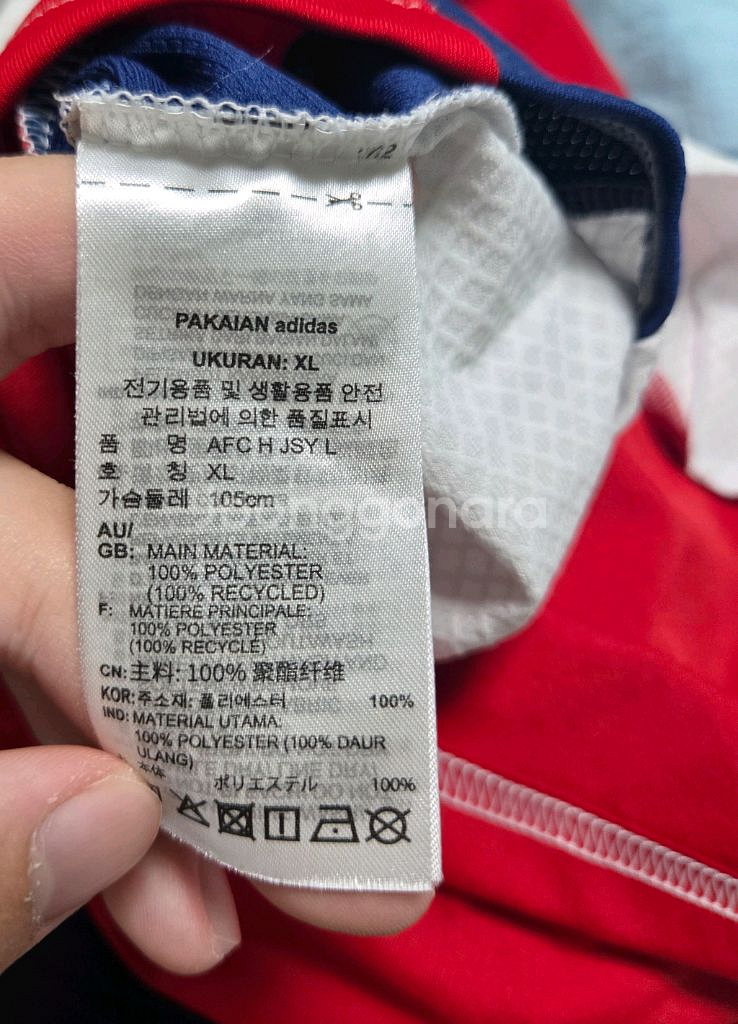 PAKAIAN adidas
UKURAN: XL
전기용품 및 생활용품 안전
관리법에 의한 품질표시
품 명 AFC H JSY L
호 칭 XL
가슴둘레 105cm
AU/
GB: MAIN MATERIAL:
100% POLYESTER
(100% RECYCLED)
F: MATIERE PRINCIPALE:
100% POLYESTER
(100% RECYCLE)
CN: 主料: 100% 聚酯纤维
KOR: 주소재: 폴리에스터 100%
IND: MATERIAL UTAMA:
100% POLYESTER (100% DAUR
ULANG)
本体
ポリエステル 100%